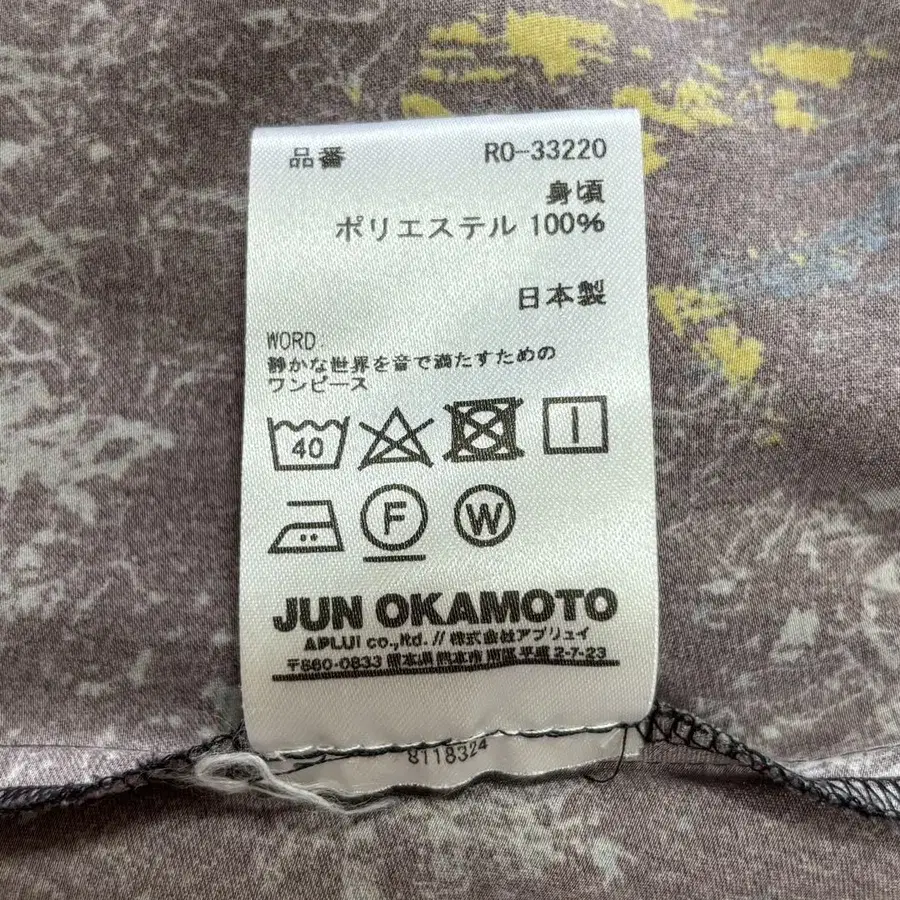 品番 RO-33220
身頃
ポリエステル 100%
日本製
WORD.
静かな世界を音で満たすための
ワンピース
40
F
W
JUN OKAMOTO
APLUI co.,ltd.//株式会社アプリュイ
〒860-0833 熊本県熊本市南区平成2-7-23
8118324